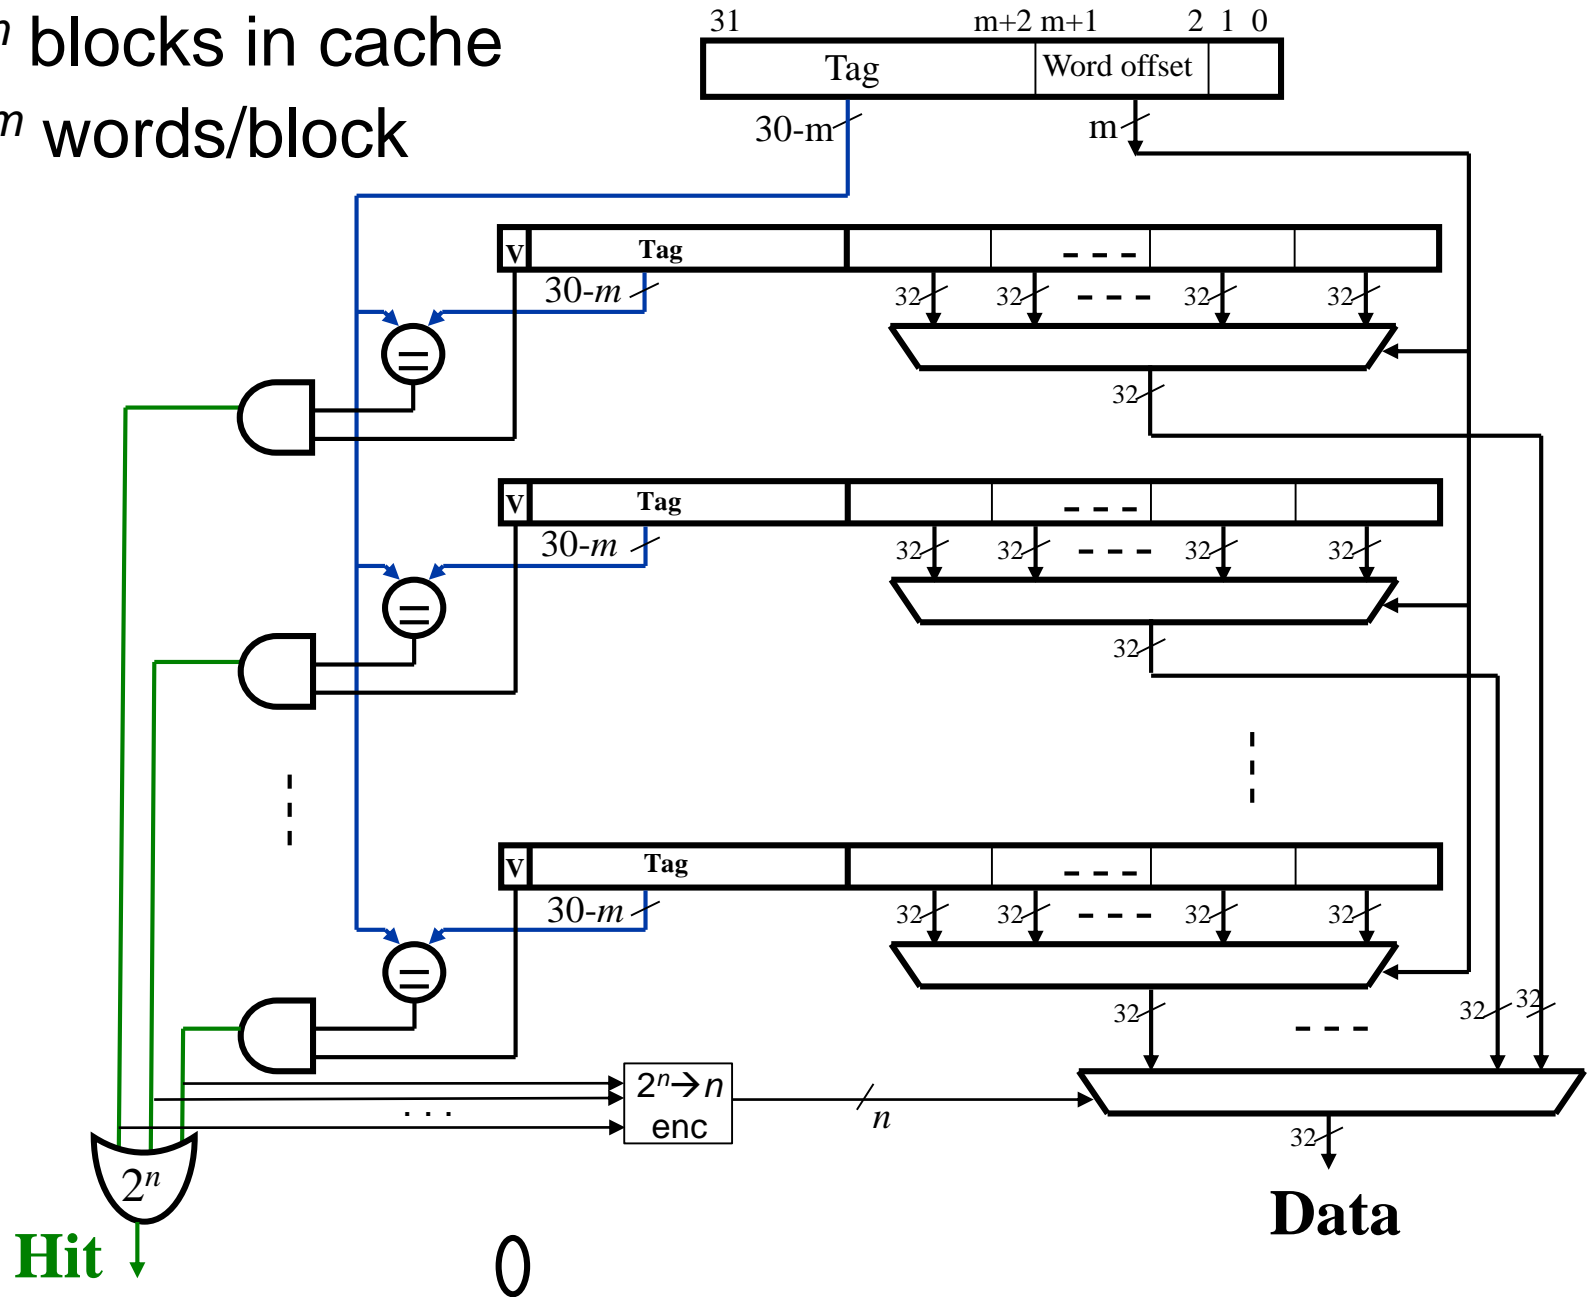 n blocks in cache
m words/block
31 m+2 m+1 2 1 0
Tag Word offset
30-m m
V Tag
30-m 32 32 32 32
=
32
V Tag
30-m 32 32 32 32
=
32
V Tag
30-m 32 32 32 32
=
32 32 32
2n→n
enc
n
32
2n
Data
Hit
0